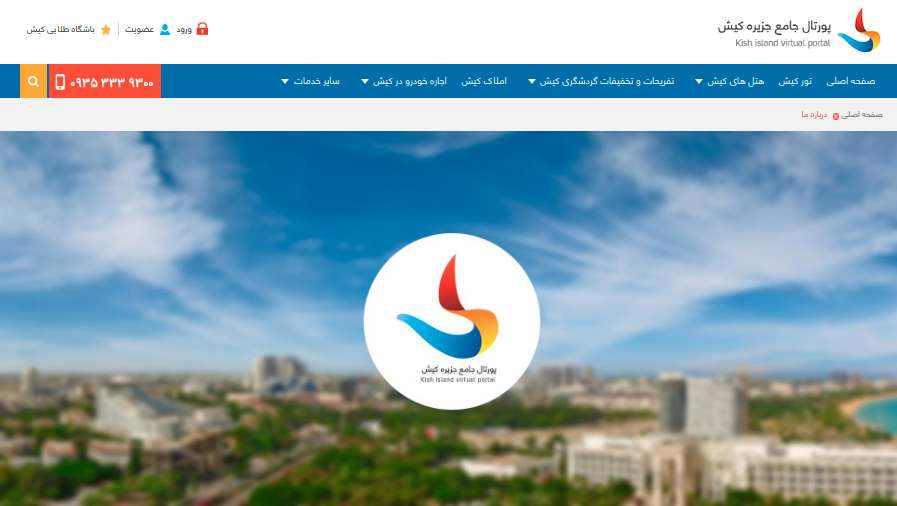 پورتال جامع جزیره کیش
Kish island virtual portal
ورود
عضویت
باشگاه طلایی کیش
صفحه اصلی
تور کیش
هتل های کیش
تفریحات و تخفیفات گردشگری کیش
املاک کیش
اجاره خودرو در کیش
سایر خدمات
۰۹۳۵ ۳۳۳ ۹۳۰۰
صفحه اصلی
درباره ما
پورتال جامع جزیره کیش
Kish island virtual portal